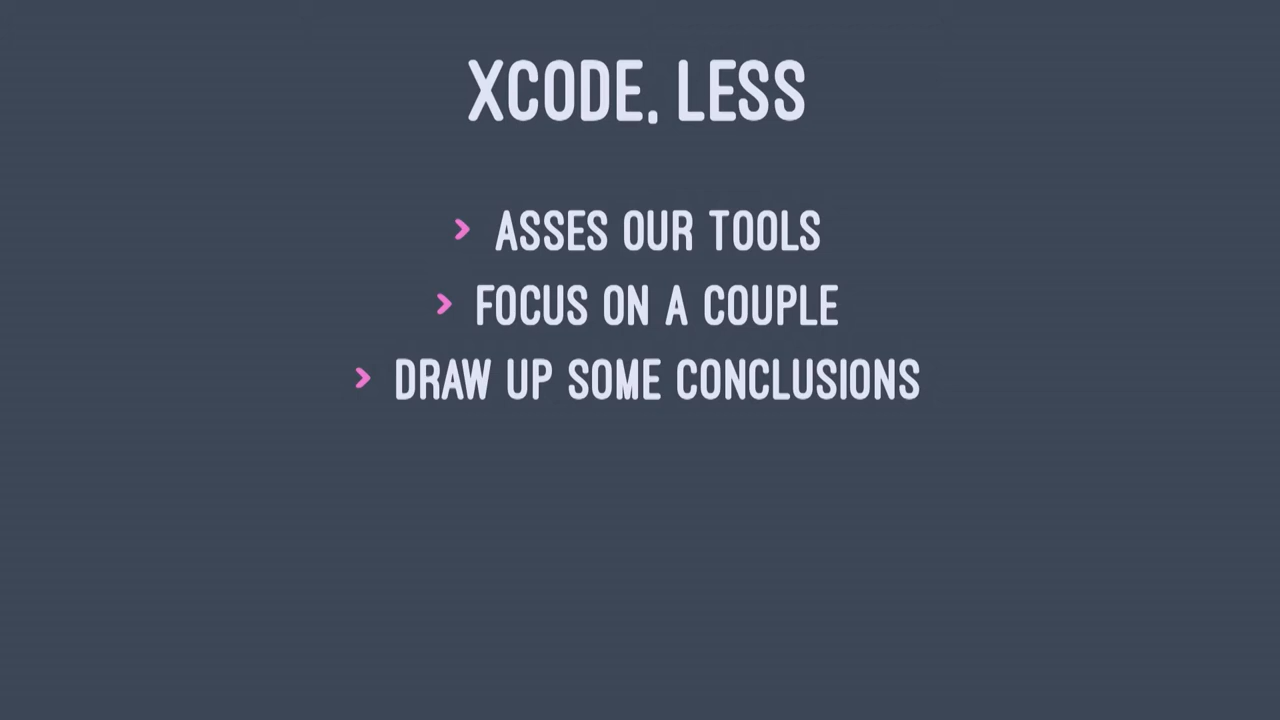 XCODE. LESS
> ASSES OUR TOOLS
> FOCUS ON A COUPLE
> DRAW UP SOME CONCLUSIONS